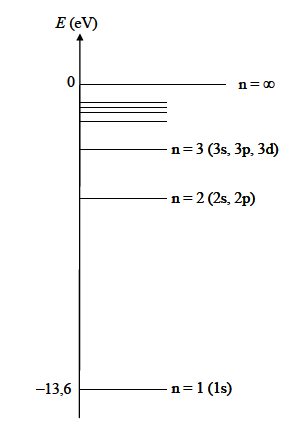 E (eV)
0
n = ∞
n = 3 (3s, 3p, 3d)
n = 2 (2s, 2p)
−13,6
n = 1 (1s)